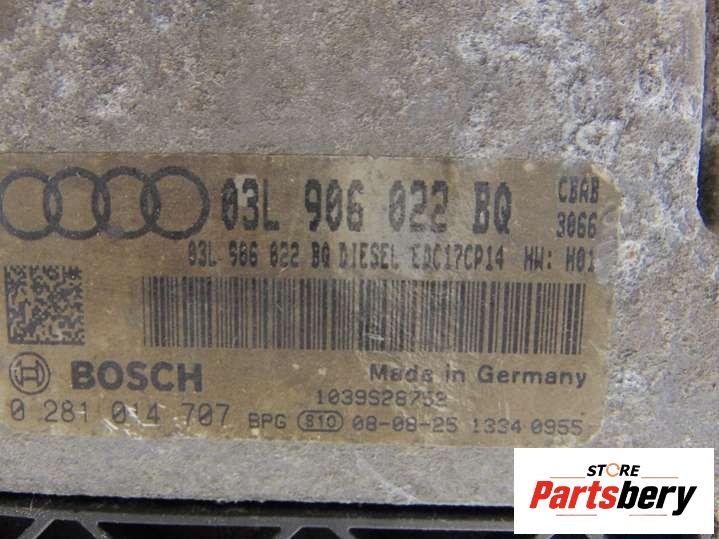 03L 906 022 BQ CBAB
3066
03L 906 022 BQ DIESEL EDC17CP14 HW: H01
BOSCH Made in Germany
1039S28752
0 281 014 707 BPG 810 08-08-25 1334 0955
STORE
Partsbery